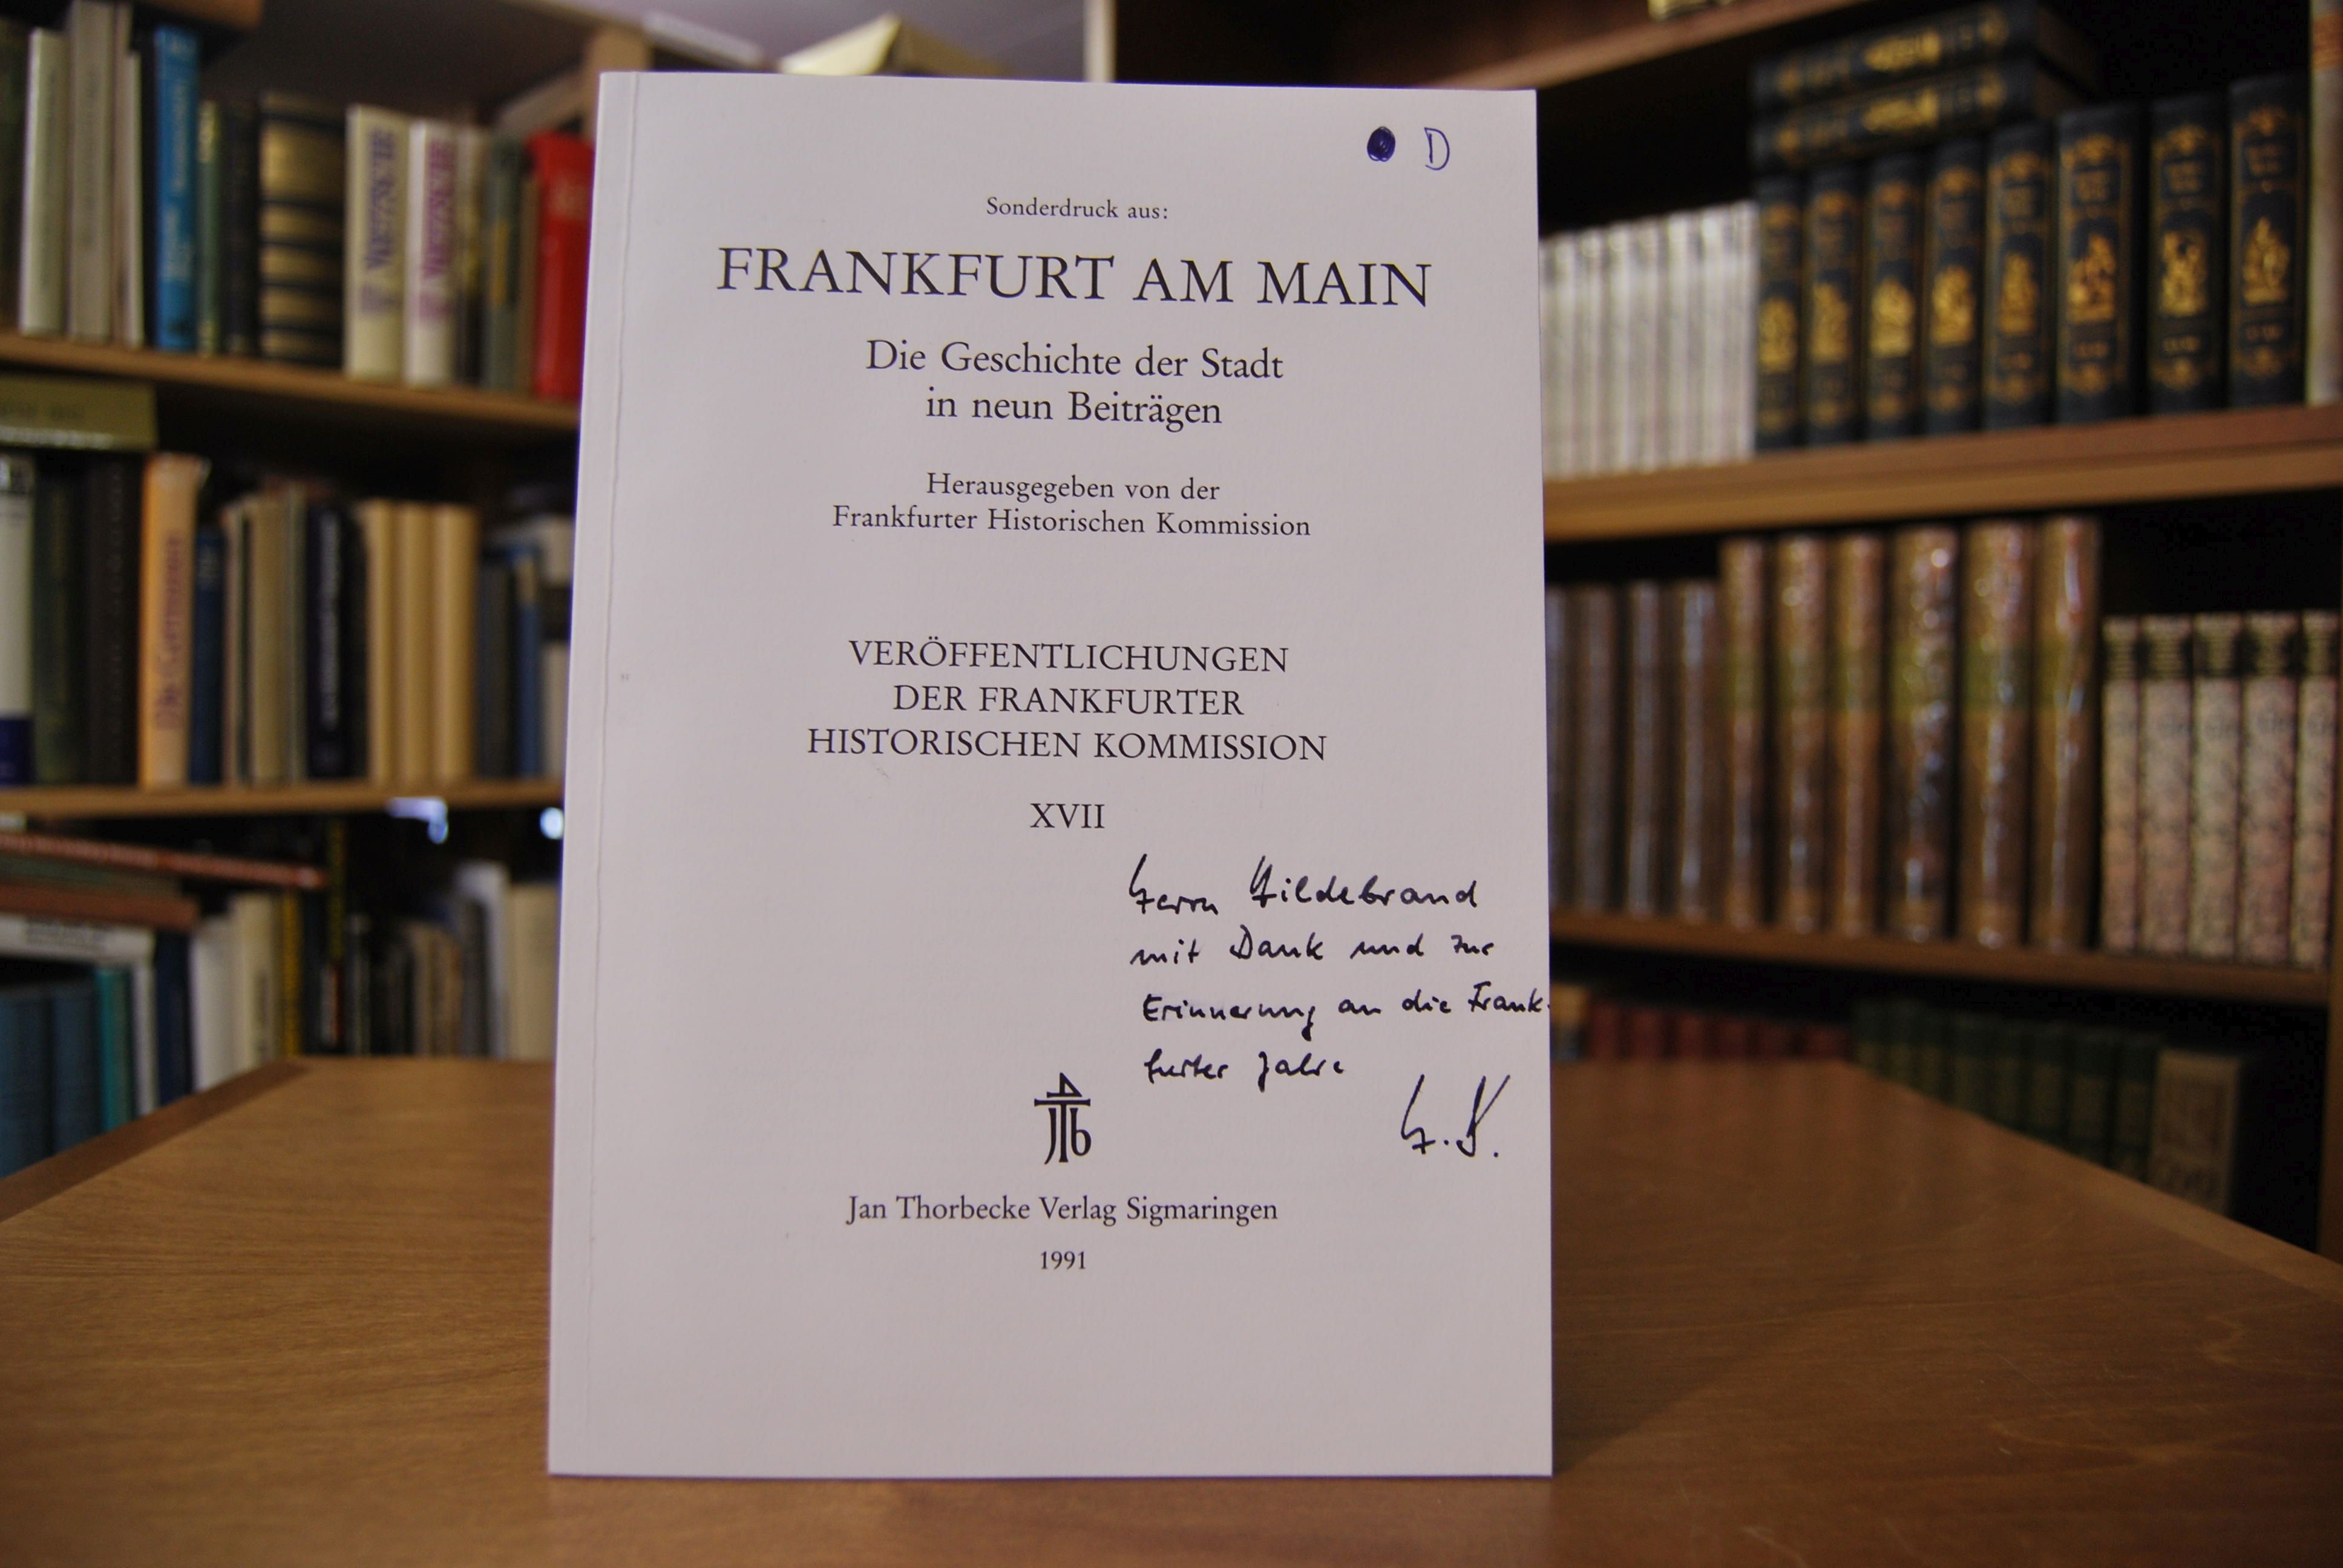 D
Sonderdruck aus:
FRANKFURT AM MAIN
Die Geschichte der Stadt
in neun Beiträgen
Herausgegeben von der
Frankfurter Historischen Kommission
VERÖFFENTLICHUNGEN
DER FRANKFURTER
HISTORISCHEN KOMMISSION
XVII
Herrn Hildebrand
mit Dank und zur
Erinnerung an die Frank-
furter Jahre
Jan Thorbecke Verlag Sigmaringen
1991
NIETZSCHE
NIETZSCHE